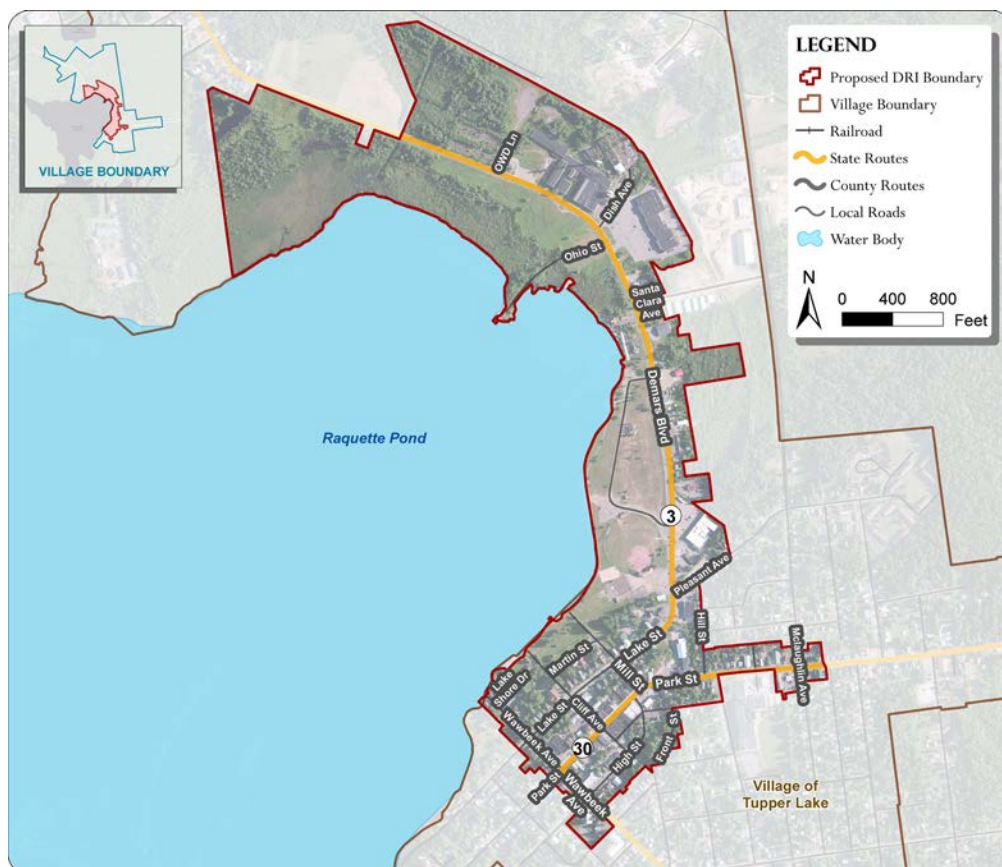 VILLAGE BOUNDARY
LEGEND
Proposed DRI Boundary
Village Boundary
Railroad
State Routes
County Routes
Local Roads
Water Body
N
0 400 800
Feet
OWD Ln
Dish Ave
Ohio St
Santa
Clara
Ave
Demars Blvd
Raquette Pond
3
Pleasant Ave
Hill St
Mclaughlin Ave
Lake St
Martin St
Mill St
Park St
Lake
Shore Dr
Lake St
Cliff Ave
Wawbeek Ave
30
High St
Front St
Park St
Wawbeek
Ave
Village of
Tupper Lake